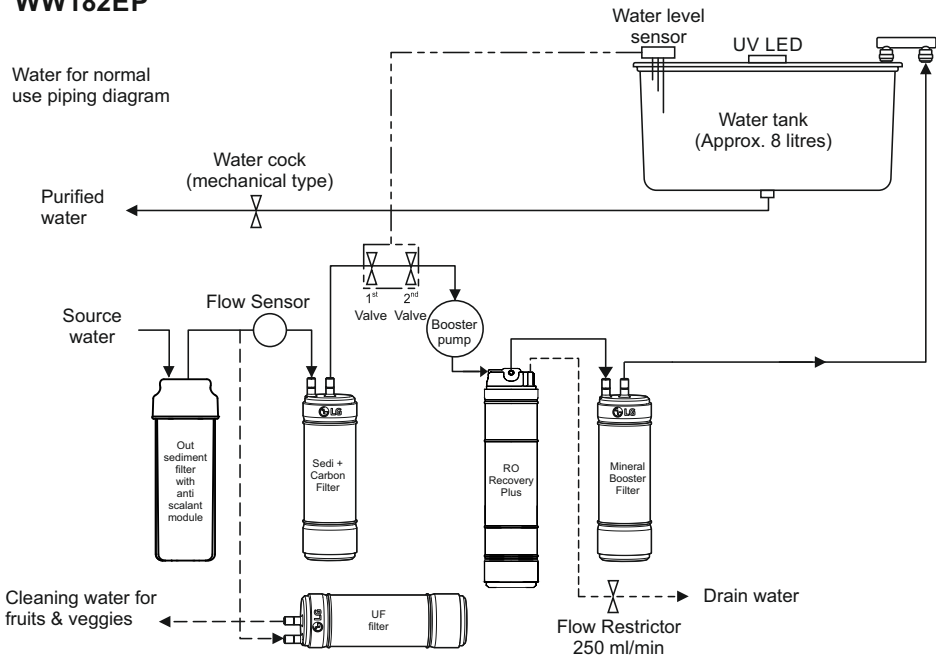 WW182EP
Water for normal
use piping diagram
Water level
sensor
UV LED
Water tank
(Approx. 8 litres)
Water cock
(mechanical type)
Purified
water
1st
Valve
2nd
Valve
Flow Sensor
Source
water
Booster
pump
LG
LG
Out
sediment
filter
with
anti
scalant
module
Sedi +
Carbon
Filter
RO
Recovery
Plus
Mineral
Booster
Filter
Cleaning water for
fruits & veggies
LG
UF
filter
Drain water
Flow Restrictor
250 ml/min